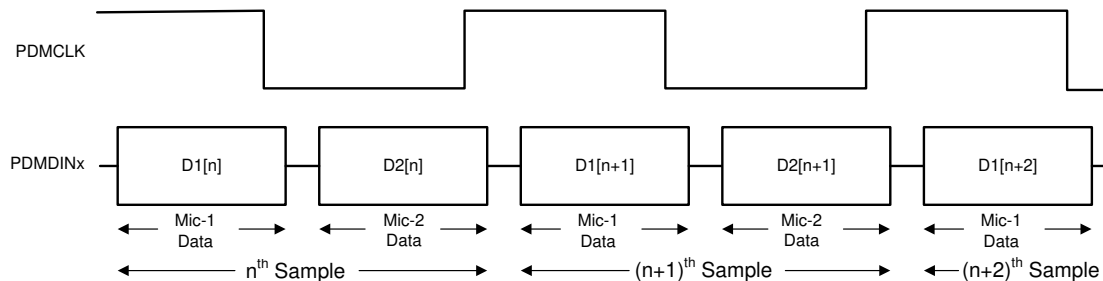 PDMCLK
PDMDINx
D1[n]
D2[n]
D1[n+1]
D2[n+1]
D1[n+2]
Mic-1
Data
Mic-2
Data
Mic-1
Data
Mic-2
Data
Mic-1
Data
nth Sample
(n+1)th Sample
(n+2)th Sample